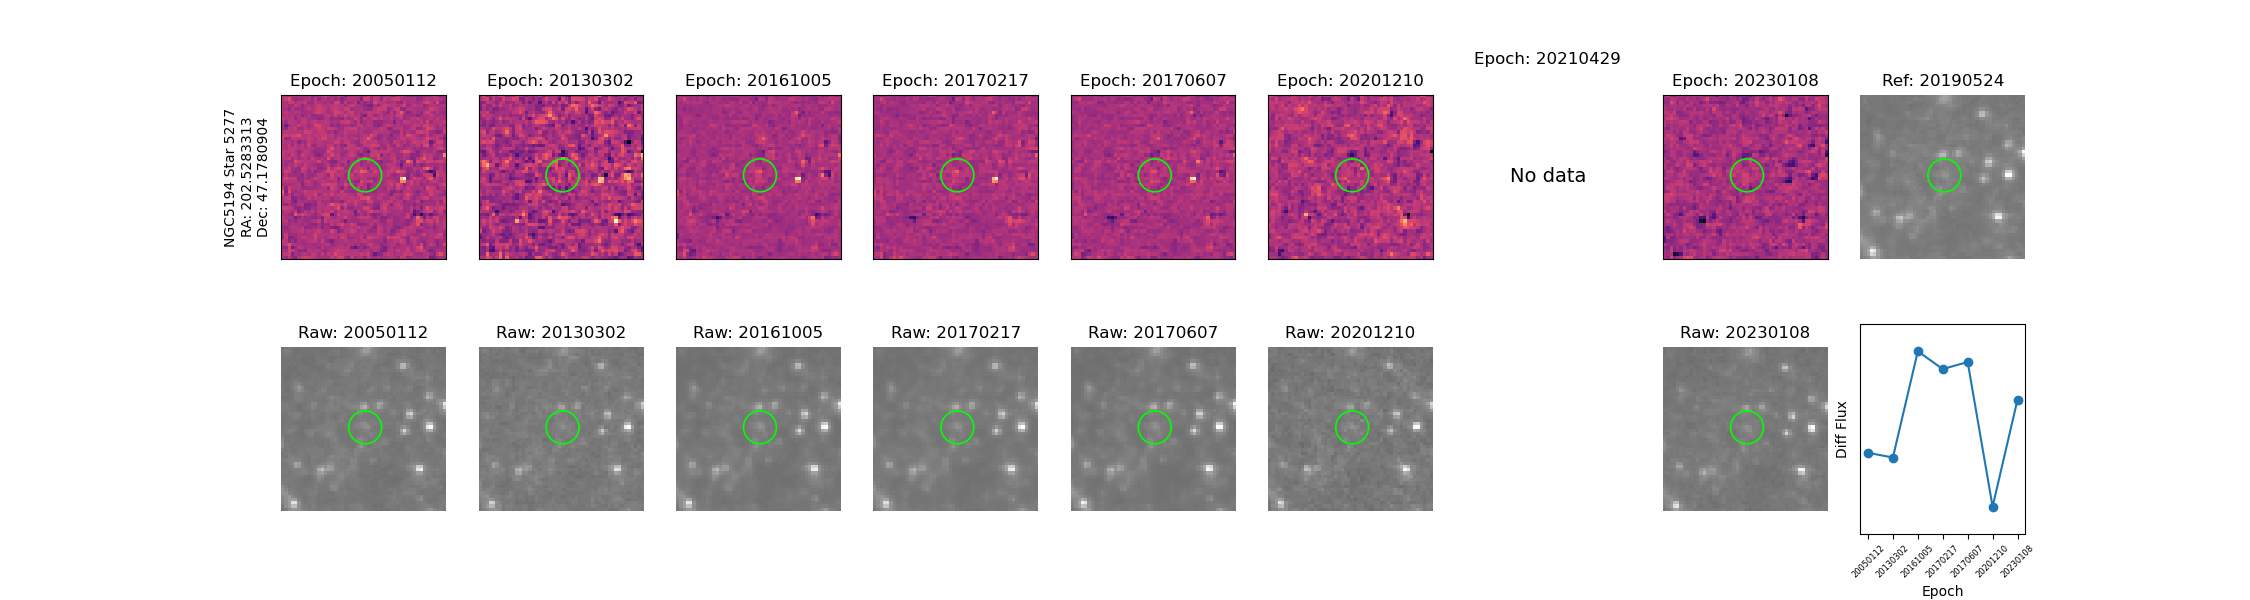 Epoch: 20210429
Epoch: 20050112
Epoch: 20130302
Epoch: 20161005
Epoch: 20170217
Epoch: 20170607
Epoch: 20201210
Epoch: 20230108
Ref: 20190524
NGC5194 Star 5277
RA: 202.5283313
Dec: 47.1780904
No data
Raw: 20050112
Raw: 20130302
Raw: 20161005
Raw: 20170217
Raw: 20170607
Raw: 20201210
Raw: 20230108
Diff Flux
20050112
20130302
20161005
20170217
20170607
20201210
20230108
Epoch